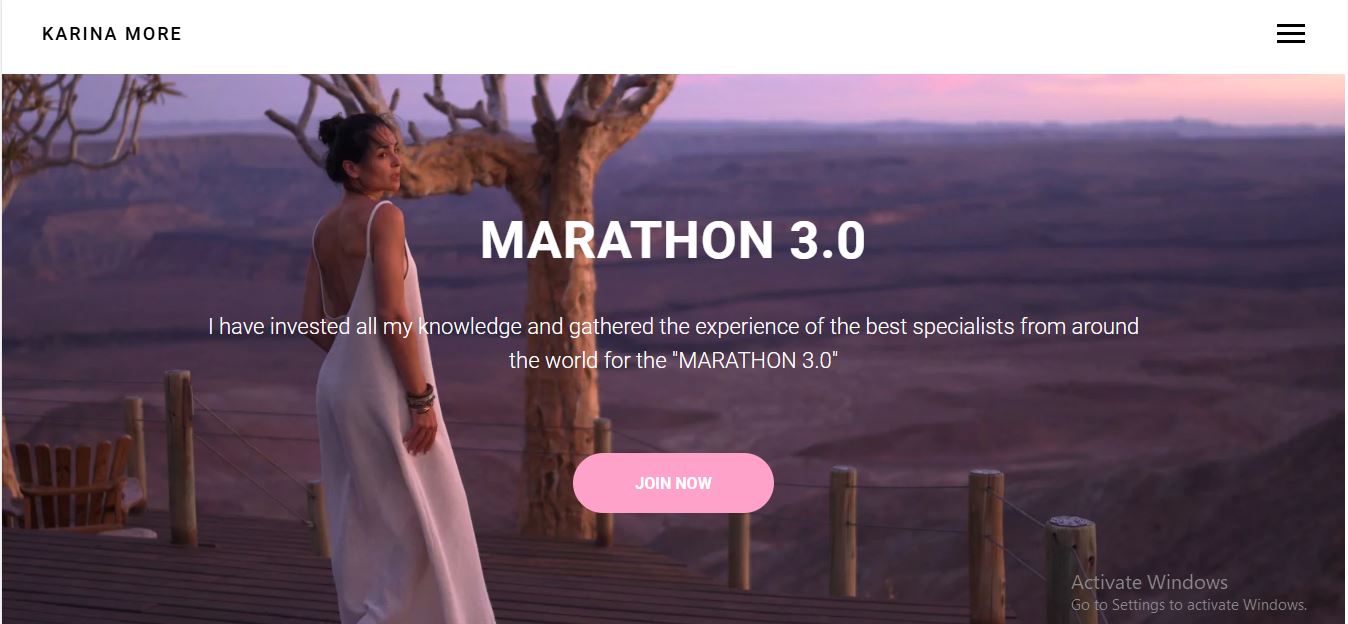 KARINA MORE
MARATHON 3.0
I have invested all my knowledge and gathered the experience of the best specialists from around
the world for the "MARATHON 3.0"
JOIN NOW
Activate Windows
Go to Settings to activate Windows.